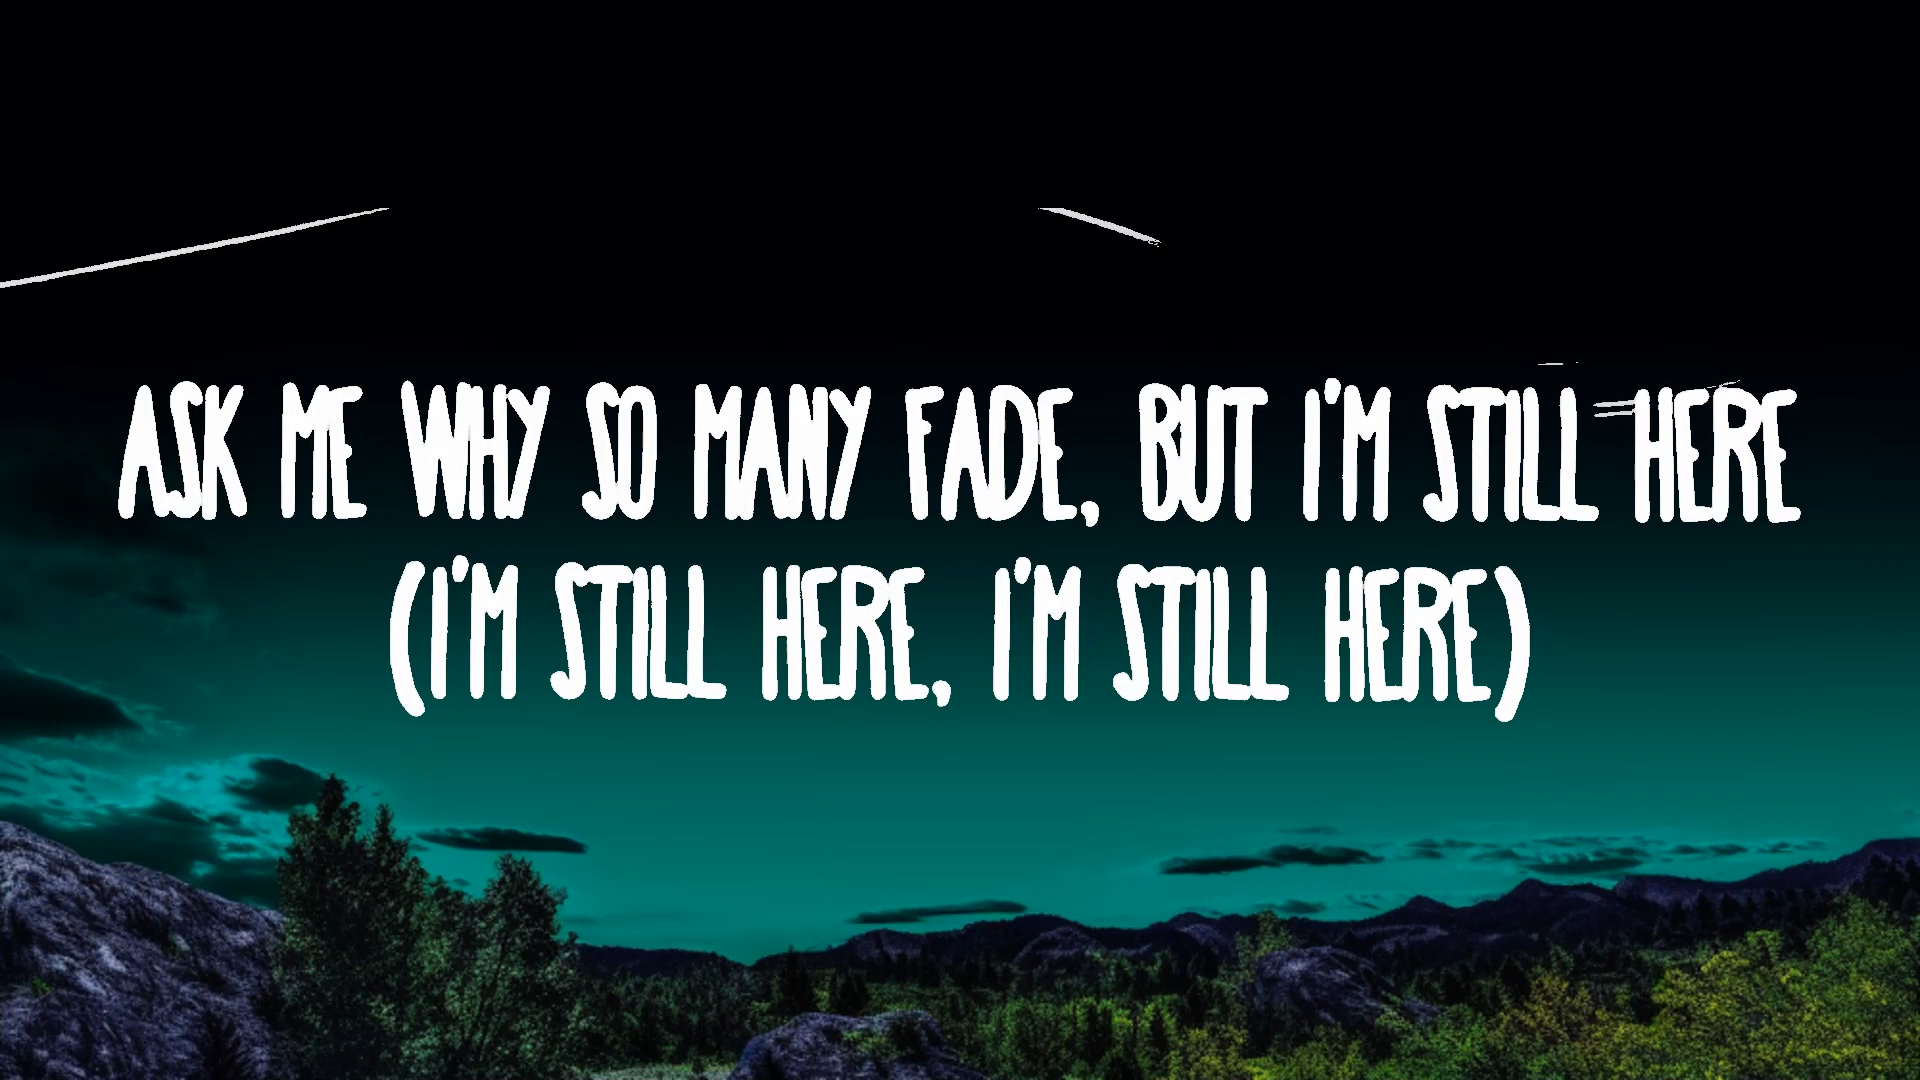 ASK ME WHY SO MANY FADE, BUT I'M STILL HERE
(I'M STILL HERE, I'M STILL HERE)